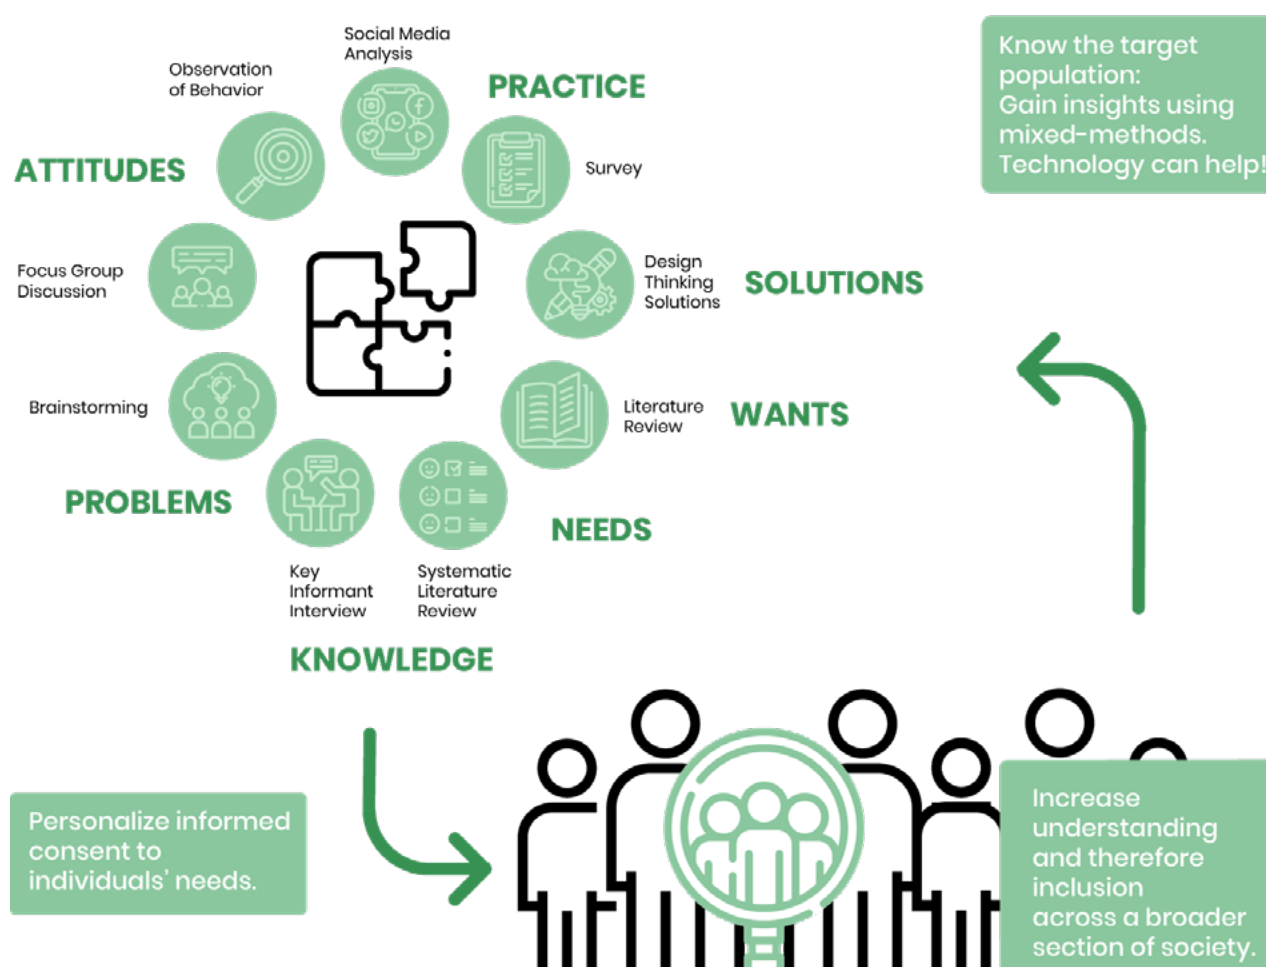 Social Media
Analysis
Observation
of Behavior
PRACTICE
Know the target
population:
Gain insights using
mixed-methods.
Technology can help!
ATTITUDES
Survey
Focus Group
Discussion
Design
Thinking
Solutions
SOLUTIONS
Brainstorming
Literature
Review
WANTS
PROBLEMS
NEEDS
Key
Informant
Interview
Systematic
Literature
Review
KNOWLEDGE
Personalize informed
consent to
individuals’ needs.
Increase
understanding
and therefore
inclusion
across a broader
section of society.